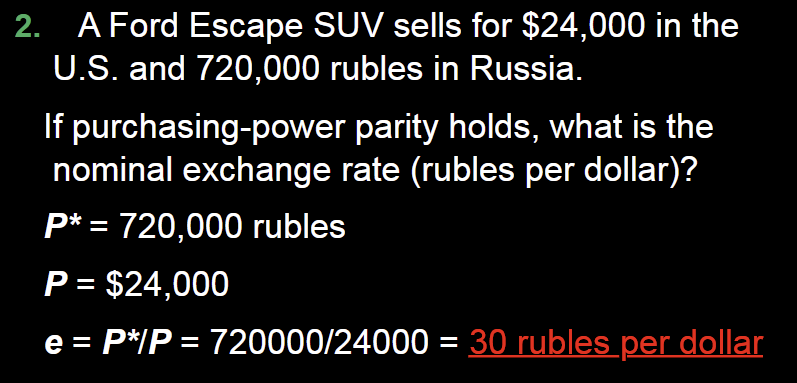 2. A Ford Escape SUV sells for $24,000 in the
U.S. and 720,000 rubles in Russia.
If purchasing-power parity holds, what is the
nominal exchange rate (rubles per dollar)?
P* = 720,000 rubles
P = $24,000
e = P*/P = 720000/24000 = 30 rubles per dollar